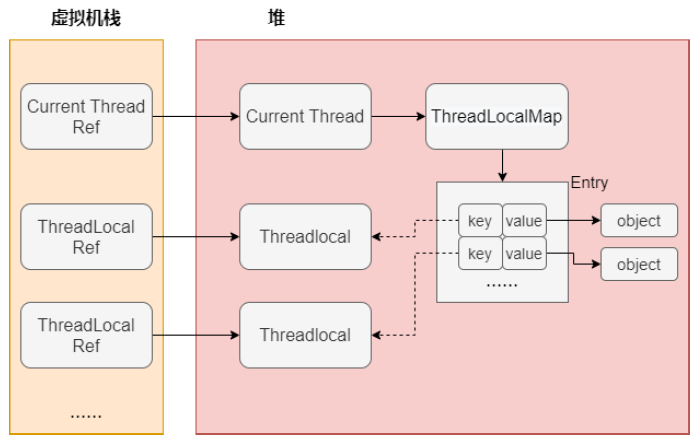 虚拟机栈
堆
Current Thread
Ref
Current Thread
ThreadLocalMap
Entry
key
value
object
key
value
object
......
ThreadLocal
Ref
Threadlocal
ThreadLocal
Ref
Threadlocal
......